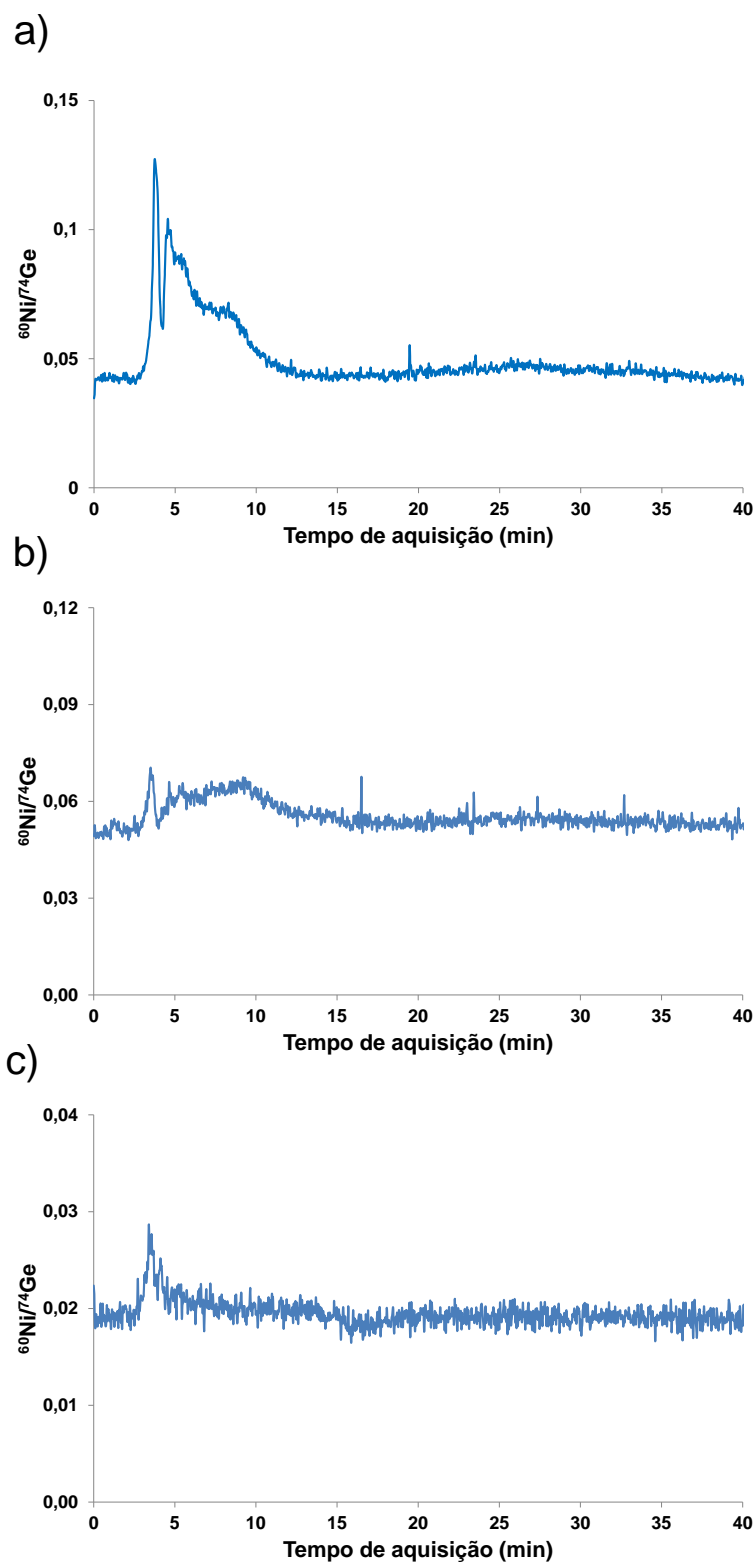 a)
0,15
0,1
0,05
0
⁶⁰Ni/⁷⁴Ge
0 5 10 15 20 25 30 35 40
Tempo de aquisição (min)
b)
0,12
0,09
0,06
0,03
0,00
⁶⁰Ni/⁷⁴Ge
0 5 10 15 20 25 30 35 40
Tempo de aquisição (min)
c)
0,04
0,03
0,02
0,01
0,00
⁶⁰Ni/⁷⁴Ge
0 5 10 15 20 25 30 35 40
Tempo de aquisição (min)